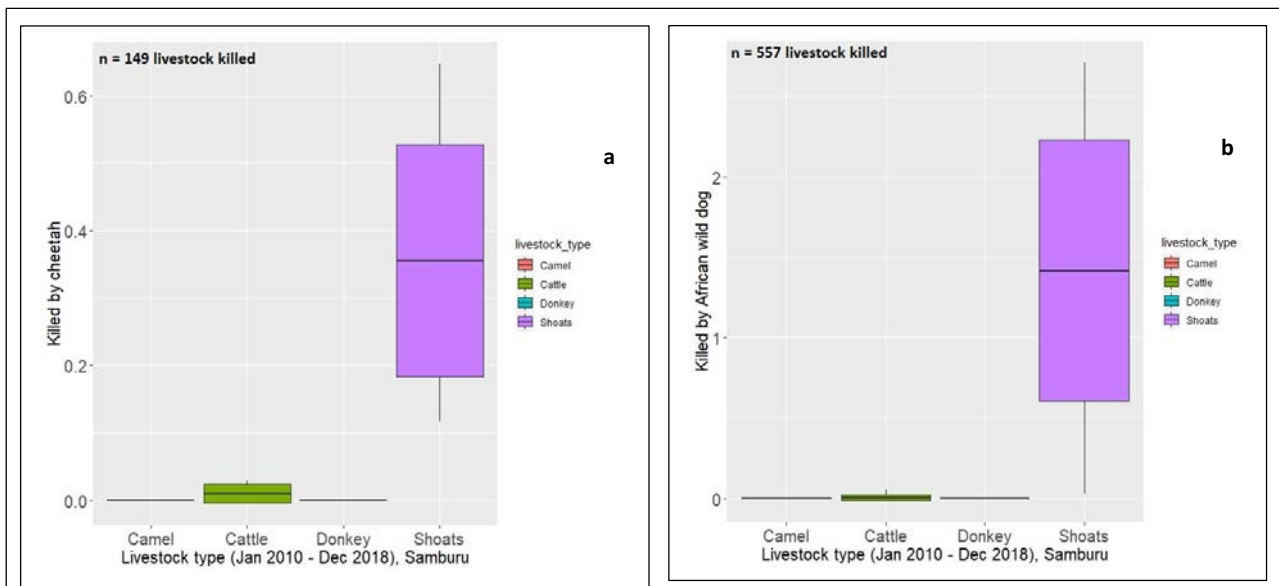 n = 149 livestock killed
a
0.6
0.4
0.2
0.0
Killed by cheetah
Camel Cattle Donkey Shoats
Livestock type (Jan 2010 - Dec 2018), Samburu
livestock_type
Camel
Cattle
Donkey
Shoats
n = 557 livestock killed
b
2
1
0
Killed by African wild dog
Camel Cattle Donkey Shoats
Livestock type (Jan 2010 - Dec 2018), Samburu
livestock_type
Camel
Cattle
Donkey
Shoats